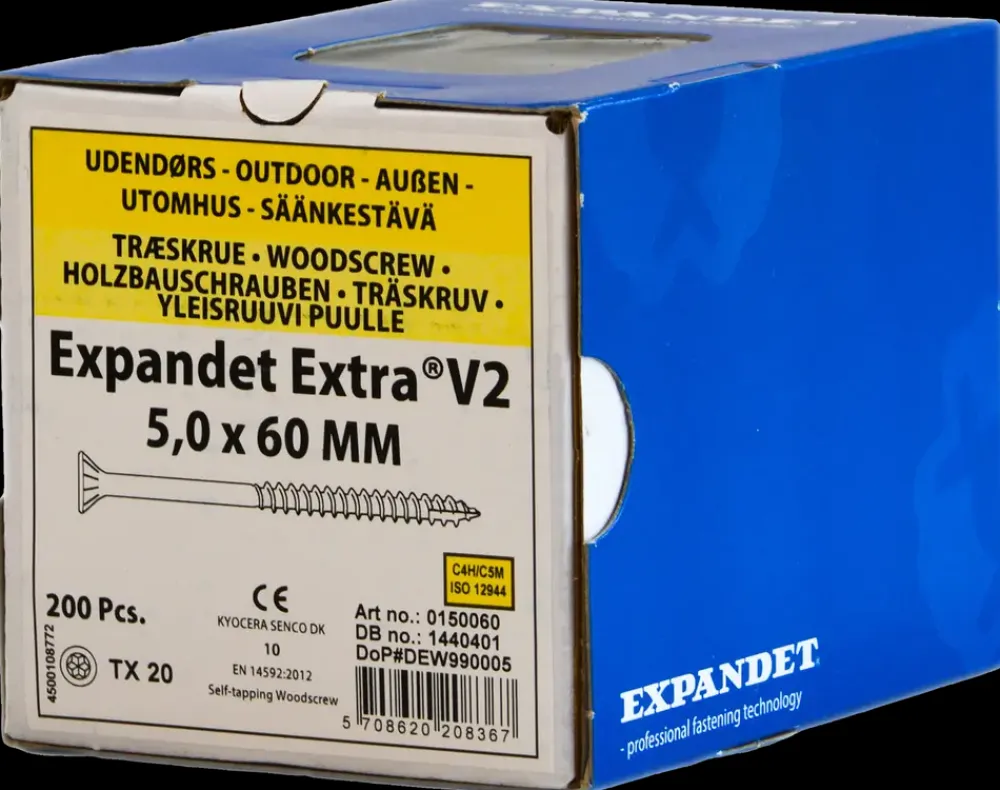 EXPANDET
UDENDØRS - OUTDOOR - AUßEN -
UTOMHUS - SÄÄNKESTÄVÄ
TRÆSKRUE • WOODSCREW •
HOLZBAUSCHRAUBEN • TRÄSKRUV •
YLEISRUUVI PUULLE
Expandet Extra® V2
5,0 x 60 MM
C4H/C5M
ISO 12944
200 Pcs.
CE
KYOCERA SENCO DK
10
EN 14592:2012
Self-tapping Woodscrew
Art no.: 0150060
DB no.: 1440401
DoP#DEW990005
4500108772
TX 20
5 708620 208367
EXPANDET
- professional fastening technology